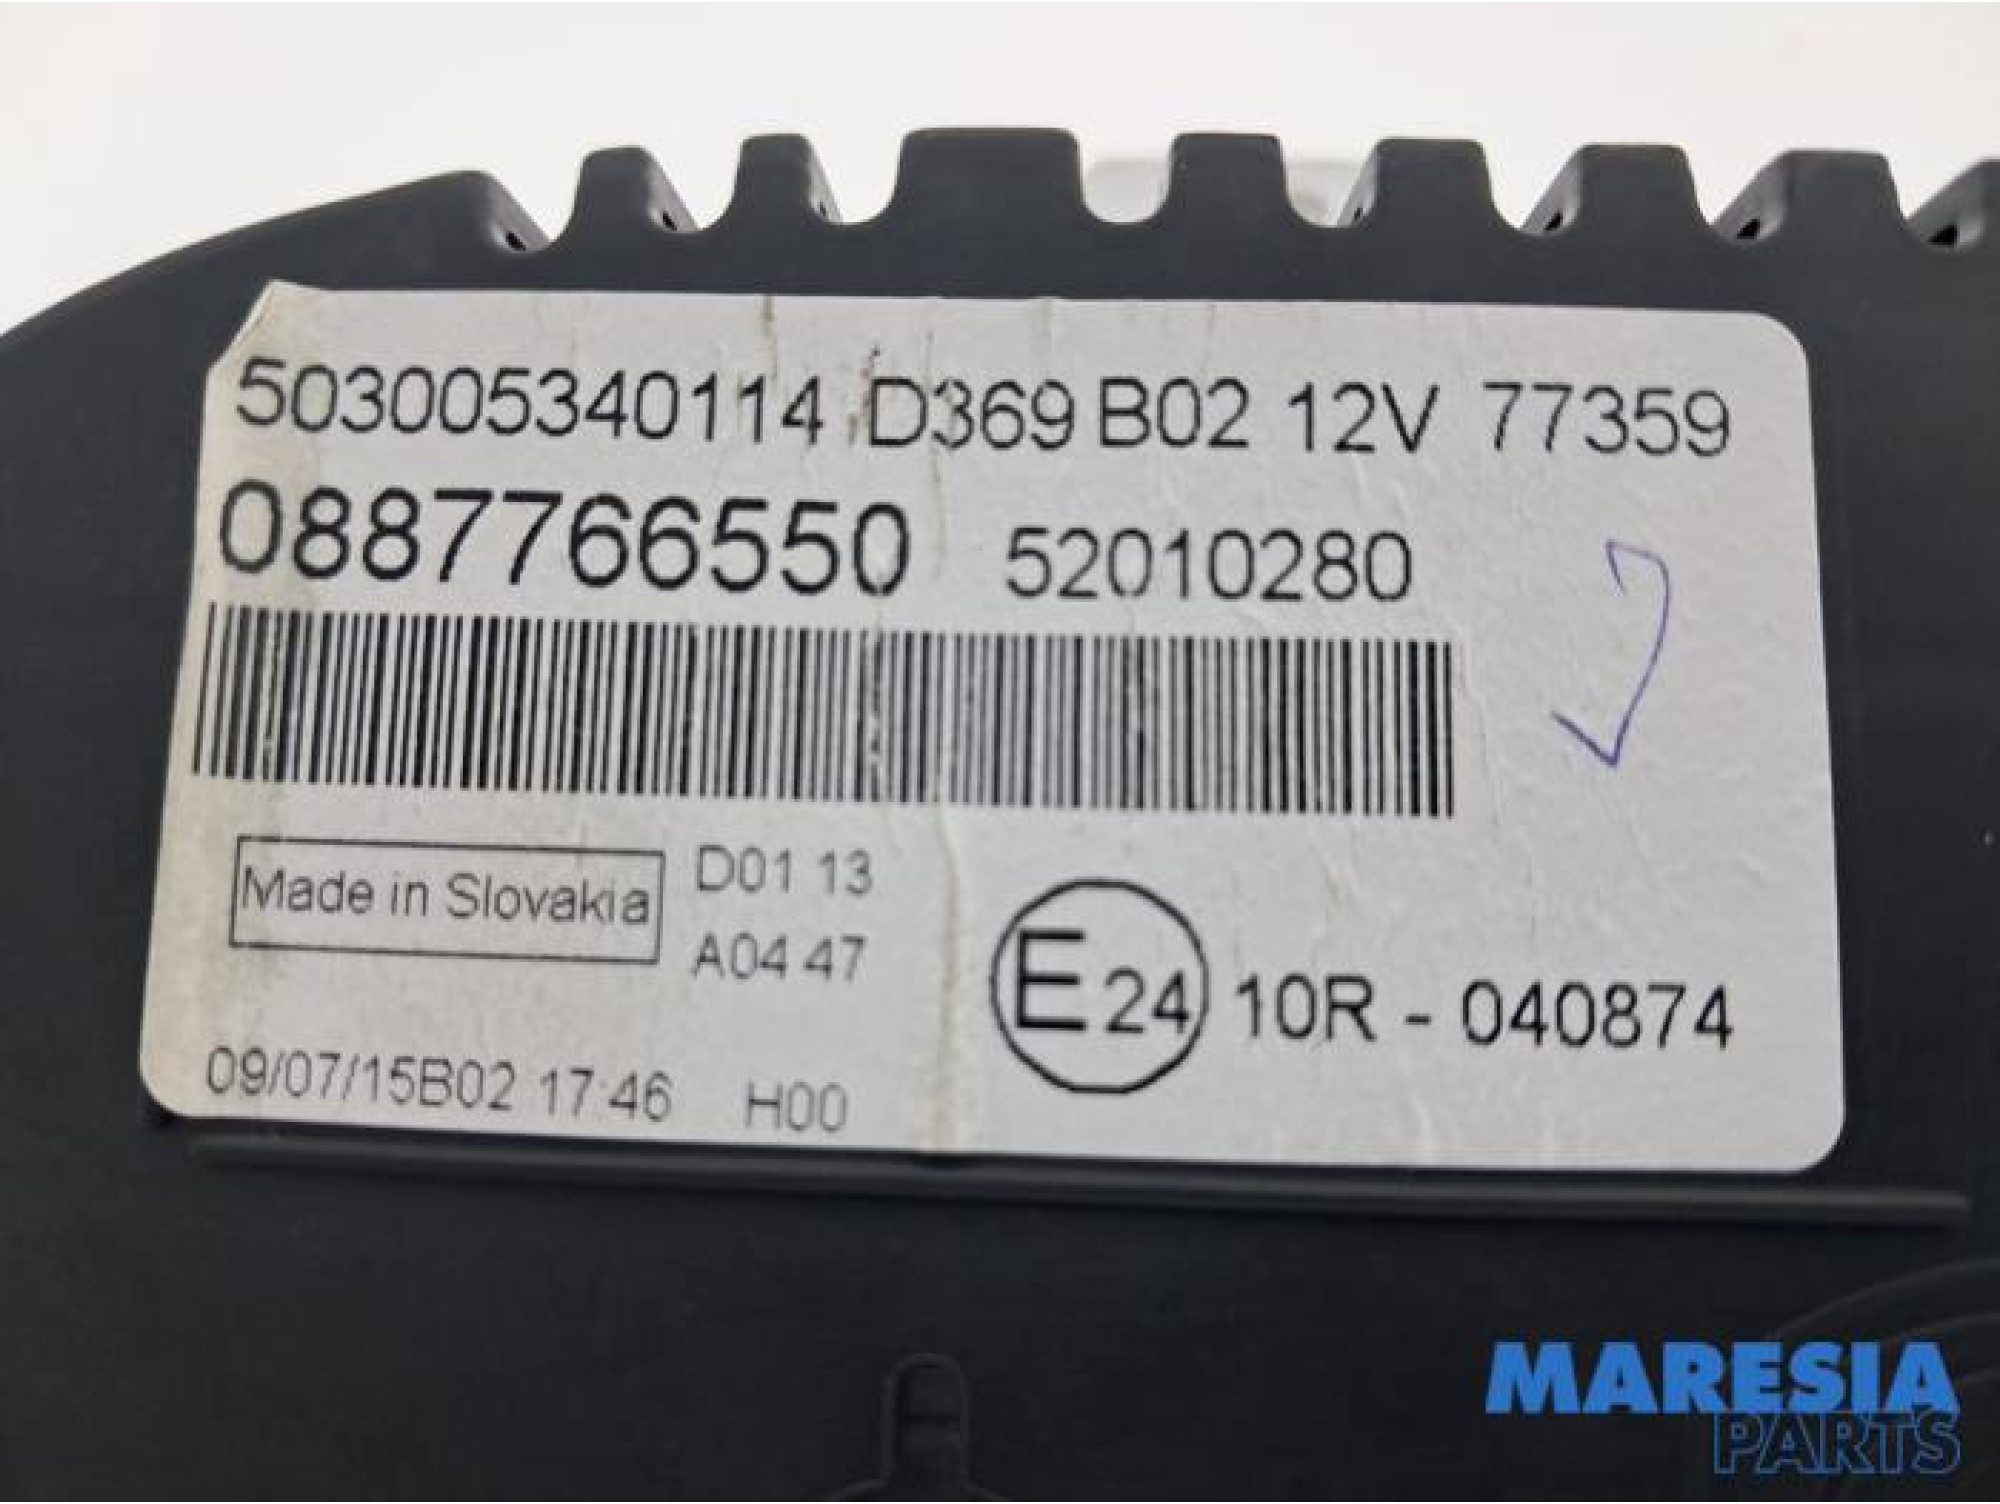 503005340114 D369 B02 12V 77359
0887766550 52010280
Made in Slovakia
D01 13
A04 47
E24 10R - 040874
09/07/15B02 17:46 H00
MARESIA
PARTS